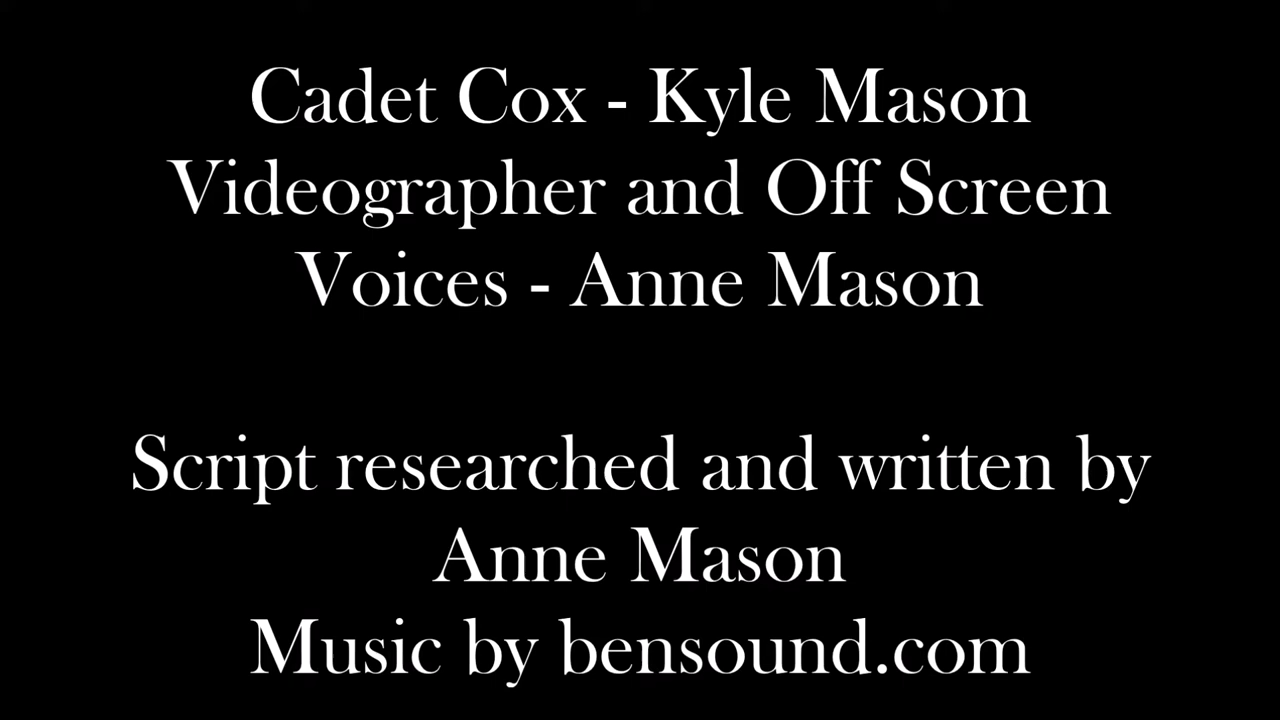 Cadet Cox - Kyle Mason
Videographer and Off Screen
Voices - Anne Mason
Script researched and written by
Anne Mason
Music by bensound.com